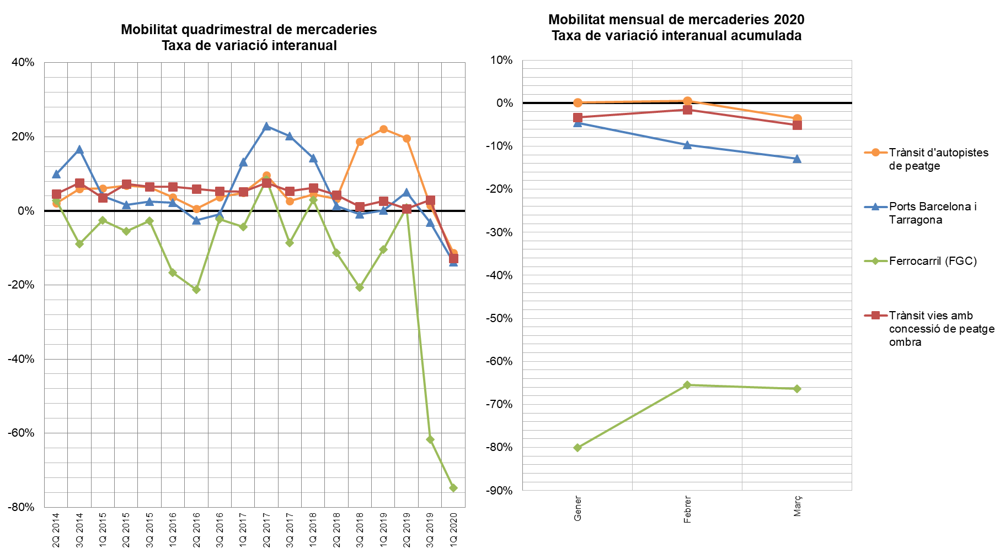 Mobilitat quadrimestral de mercaderies
Taxa de variació interanual
40%
20%
0%
-20%
-40%
-60%
-80%
2Q 2014
3Q 2014
1Q 2015
2Q 2015
3Q 2015
1Q 2016
2Q 2016
3Q 2016
1Q 2017
2Q 2017
3Q 2017
1Q 2018
2Q 2018
3Q 2018
1Q 2019
2Q 2019
3Q 2019
1Q 2020
Mobilitat mensual de mercaderies 2020
Taxa de variació interanual acumulada
10%
0%
-10%
-20%
-30%
-40%
-50%
-60%
-70%
-80%
-90%
Gener
Febrer
Març
Trànsit d'autopistes
de peatge
Ports Barcelona i
Tarragona
Ferrocarril (FGC)
Trànsit vies amb
concessió de peatge
ombra